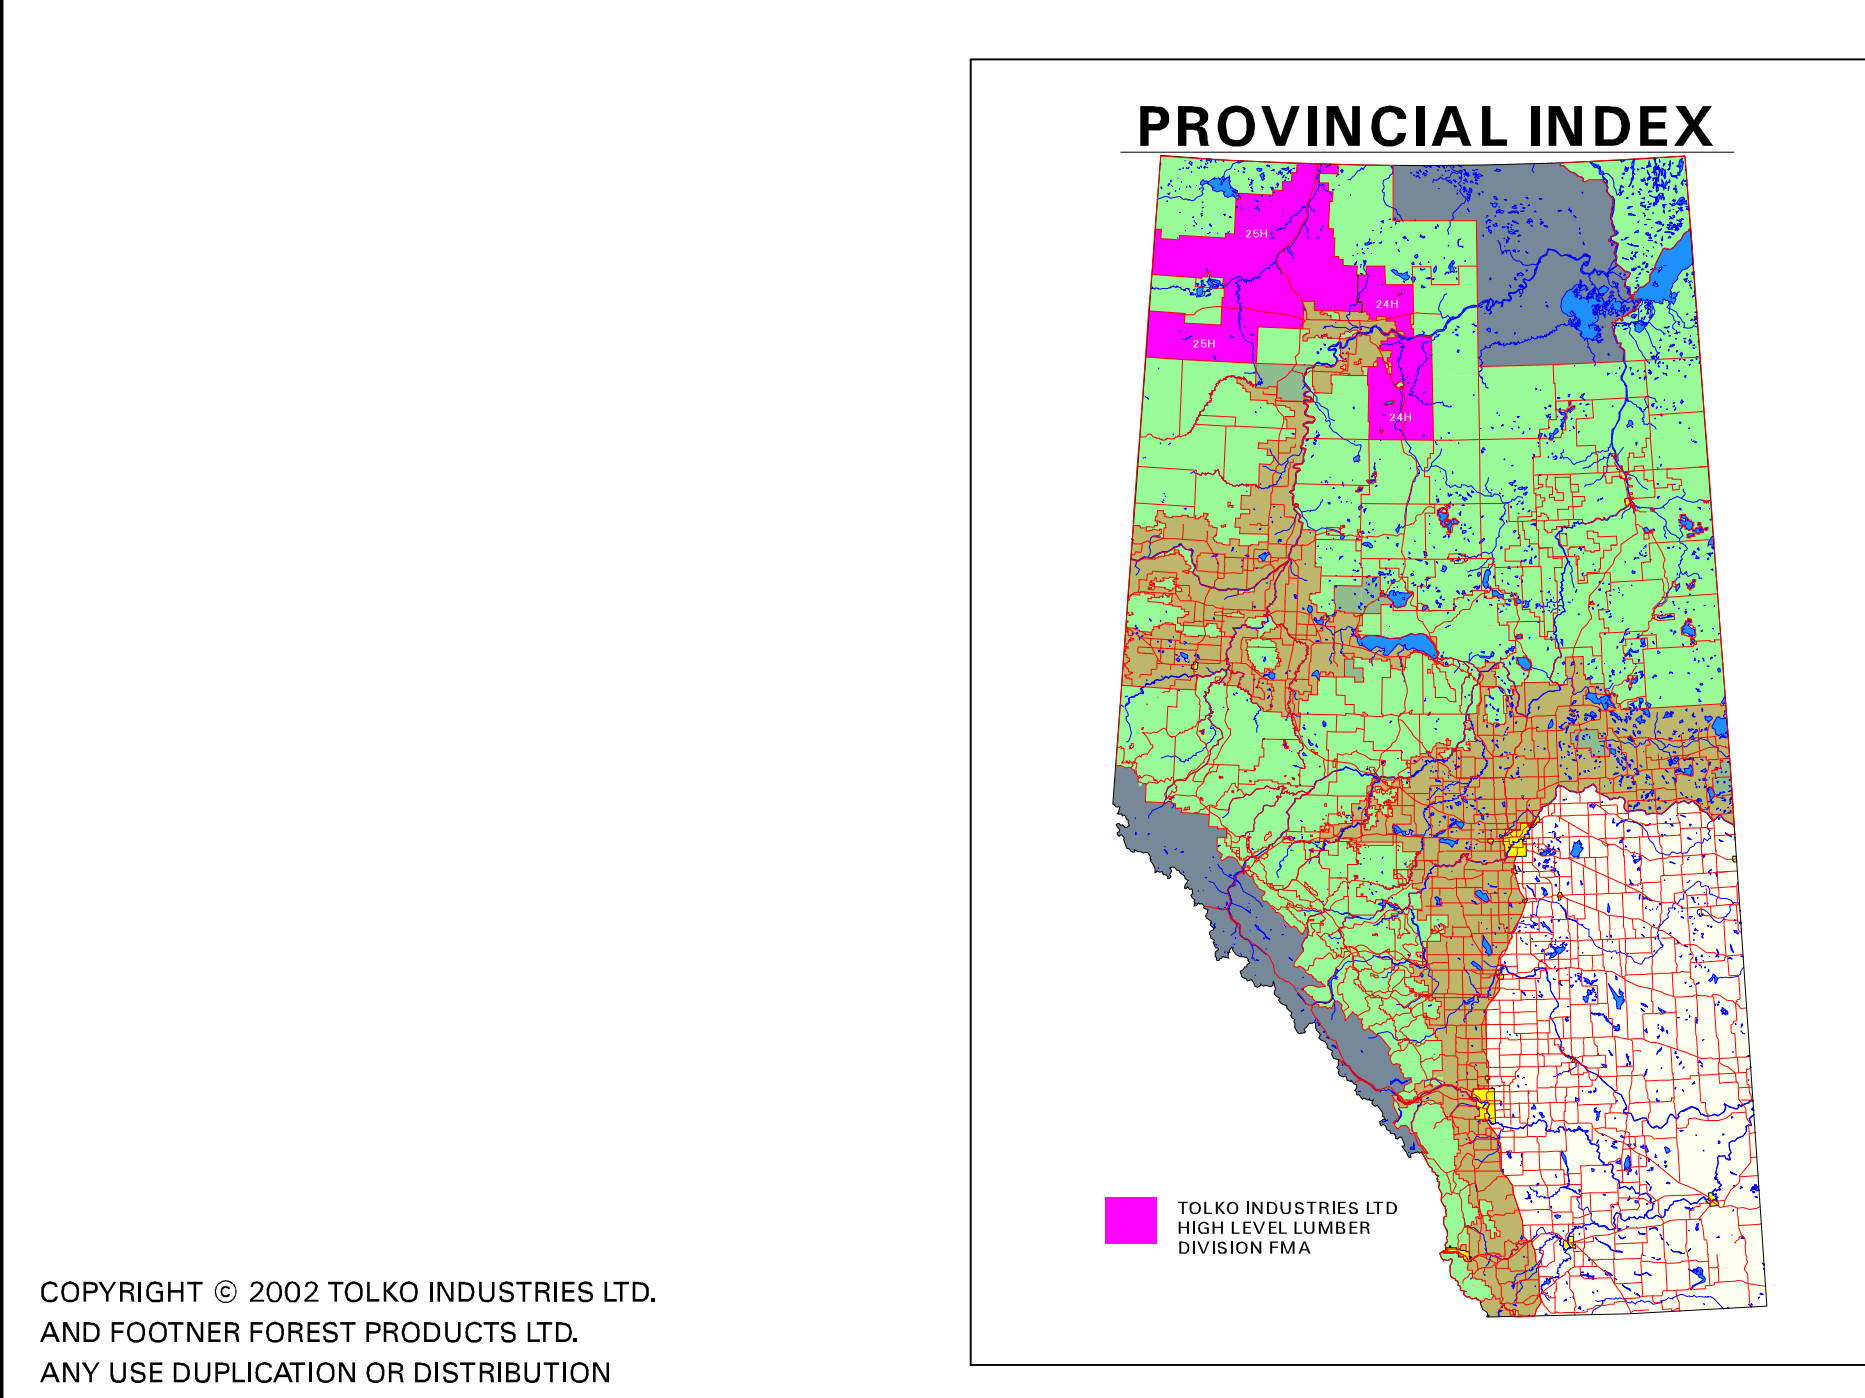 PROVINCIAL INDEX
25H
24H
25H
24H
TOLKO INDUSTRIES LTD
HIGH LEVEL LUMBER
DIVISION FMA
COPYRIGHT © 2002 TOLKO INDUSTRIES LTD.
AND FOOTNER FOREST PRODUCTS LTD.
ANY USE DUPLICATION OR DISTRIBUTION